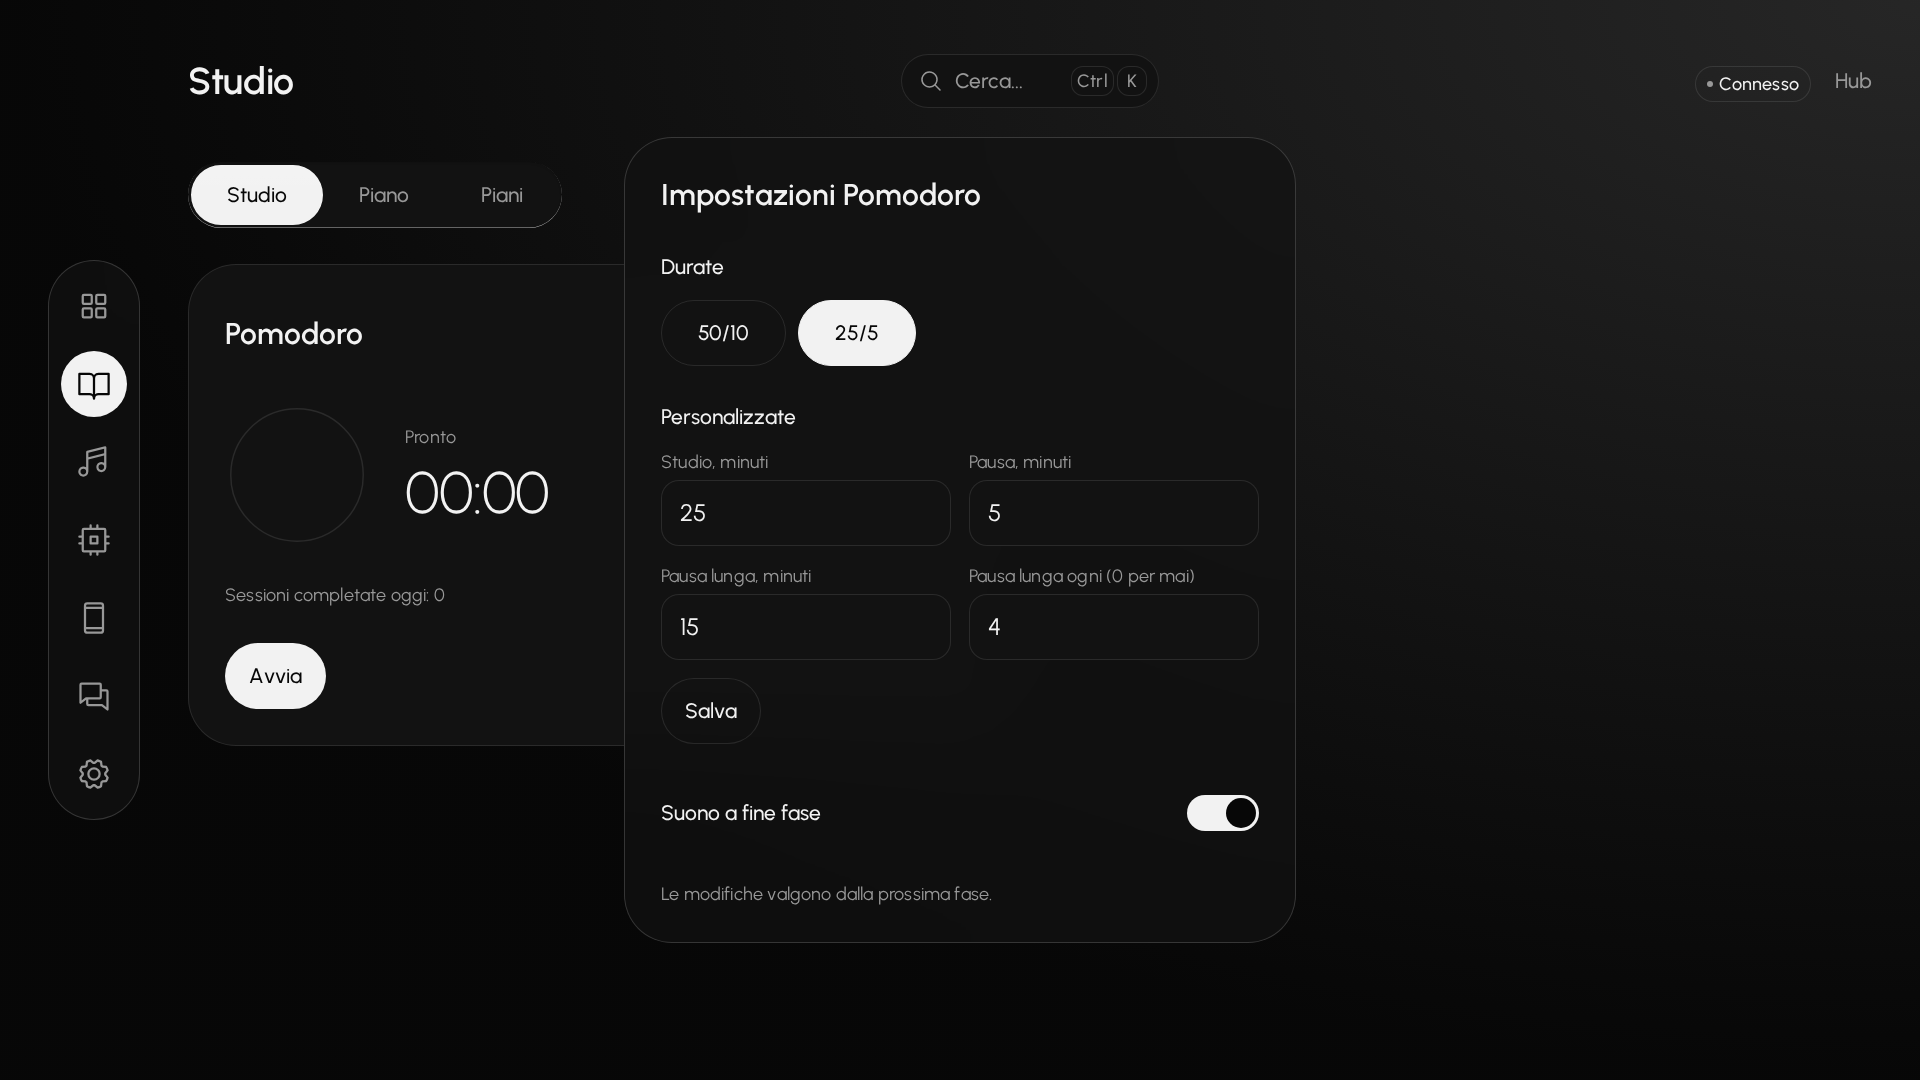 Studio
Cerca...
Ctrl K
Connesso
Hub
Studio Piano Piani
Pomodoro
Pronto
00:00
Sessioni completate oggi: 0
Avvia
Impostazioni Pomodoro
Durate
50/10 25/5
Personalizzate
Studio, minuti Pausa, minuti
25 5
Pausa lunga, minuti Pausa lunga ogni (0 per mai)
15 4
Salva
Suono a fine fase
Le modifiche valgono dalla prossima fase.